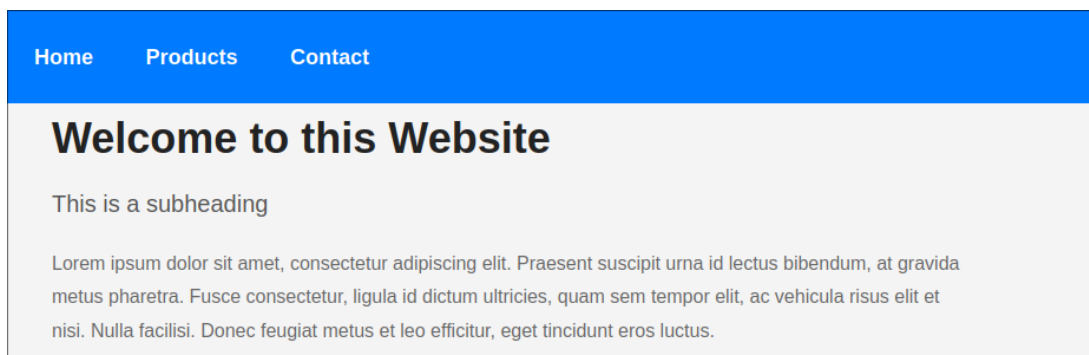 Home Products Contact
Welcome to this Website
This is a subheading
Lorem ipsum dolor sit amet, consectetur adipiscing elit. Praesent suscipit urna id lectus bibendum, at gravida
metus pharetra. Fusce consectetur, ligula id dictum ultricies, quam sem tempor elit, ac vehicula risus elit et
nisi. Nulla facilisi. Donec feugiat metus et leo efficitur, eget tincidunt eros luctus.